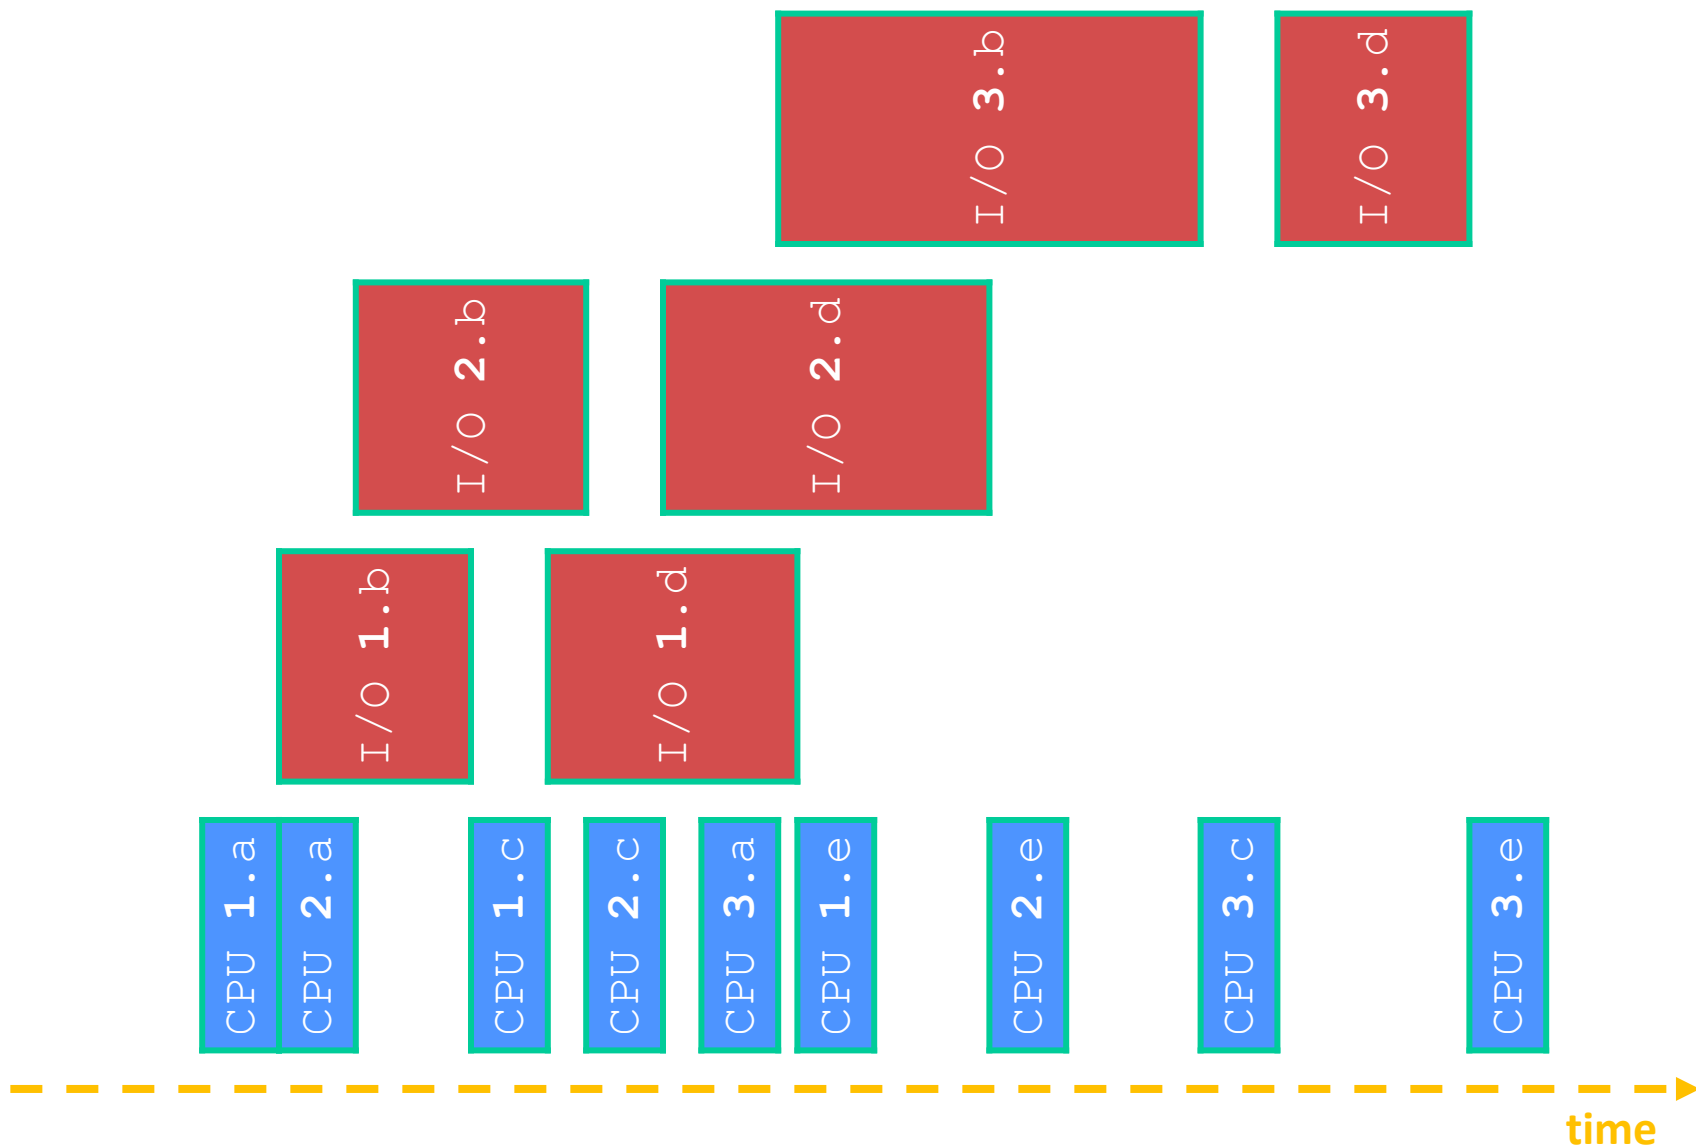 I/O 3.b
I/O 3.d
I/O 2.b
I/O 2.d
I/O 1.b
I/O 1.d
CPU 1.a
CPU 2.a
CPU 1.c
CPU 2.c
CPU 3.a
CPU 1.e
CPU 2.e
CPU 3.c
CPU 3.e
time